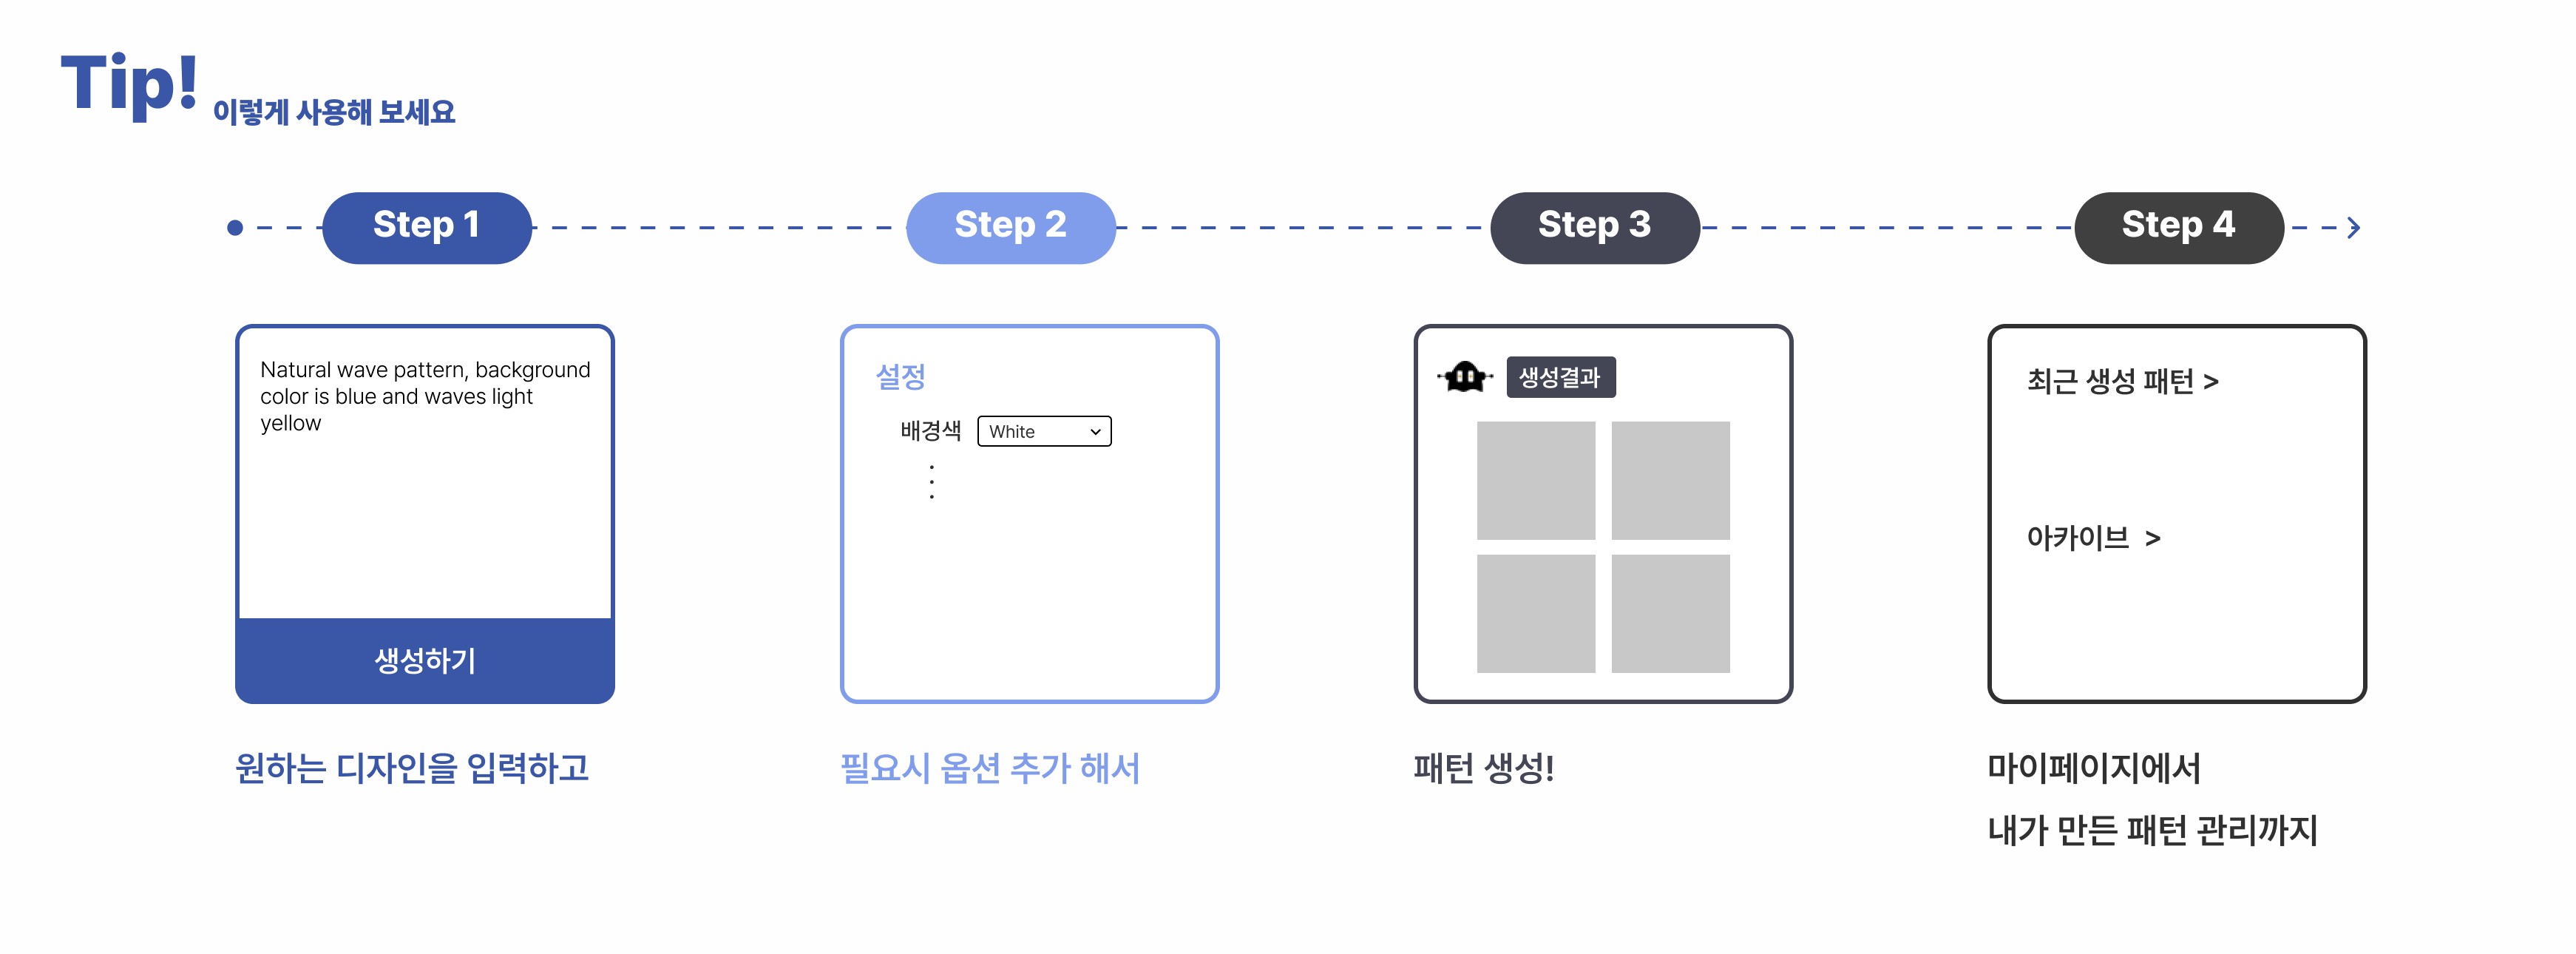 Tip!
이렇게 사용해 보세요
Step 1
Step 2
Step 3
Step 4
Natural wave pattern, background
color is blue and waves light
yellow
생성하기
설정
배경색
White
생성결과
최근 생성 패턴 >
아카이브 >
원하는 디자인을 입력하고
필요시 옵션 추가 해서
패턴 생성!
마이페이지에서
내가 만든 패턴 관리까지